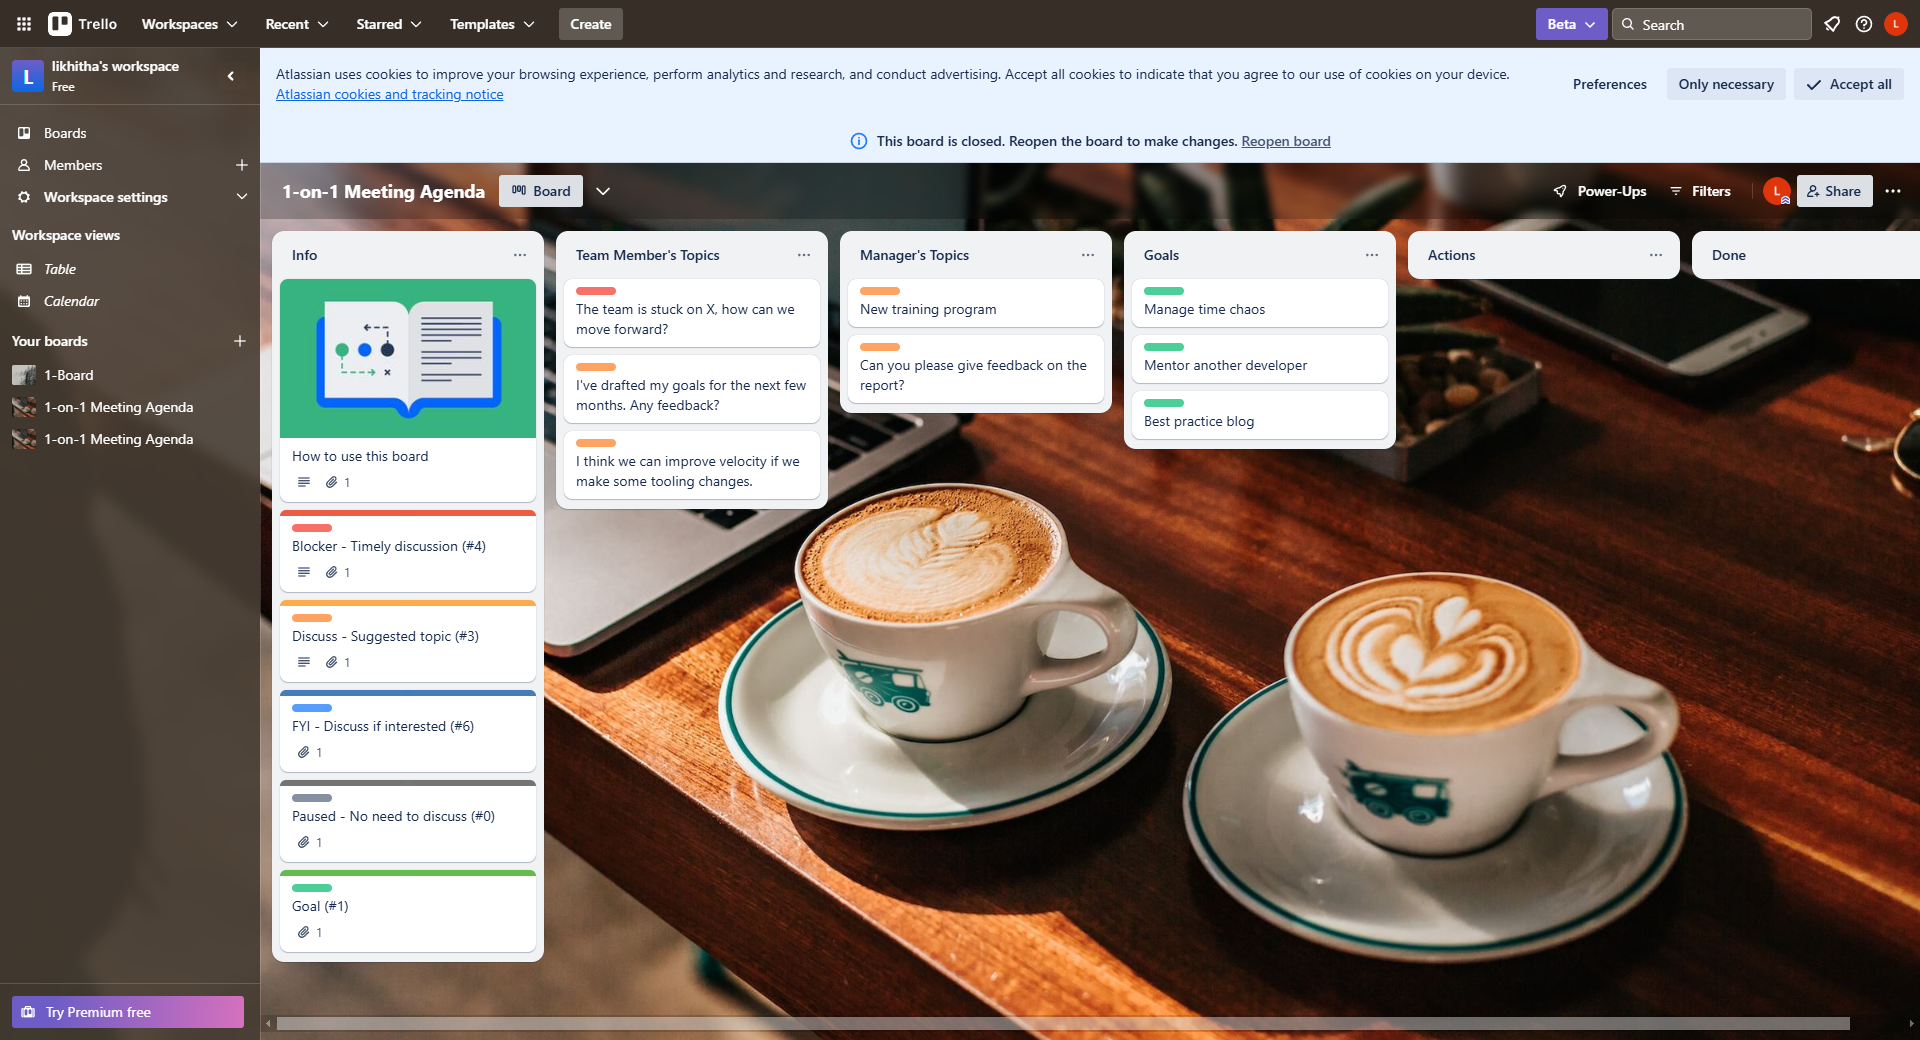 Trello
Workspaces
Recent
Starred
Templates
Create
Beta
Search
L
L
likhitha's workspace
Free
Boards
Members
Workspace settings
Workspace views
Table
Calendar
Your boards
1-Board
1-on-1 Meeting Agenda
1-on-1 Meeting Agenda
Try Premium free
Atlassian uses cookies to improve your browsing experience, perform analytics and research, and conduct advertising. Accept all cookies to indicate that you agree to our use of cookies on your device.
Atlassian cookies and tracking notice
Preferences
Only necessary
Accept all
This board is closed. Reopen the board to make changes. Reopen board
1-on-1 Meeting Agenda
Board
Power-Ups
Filters
L
Share
Info
How to use this board
1
Blocker - Timely discussion (#4)
1
Discuss - Suggested topic (#3)
1
FYI - Discuss if interested (#6)
1
Paused - No need to discuss (#0)
1
Goal (#1)
1
Team Member's Topics
The team is stuck on X, how can we
move forward?
I've drafted my goals for the next few
months. Any feedback?
I think we can improve velocity if we
make some tooling changes.
Manager's Topics
New training program
Can you please give feedback on the
report?
Goals
Manage time chaos
Mentor another developer
Best practice blog
Actions
Done